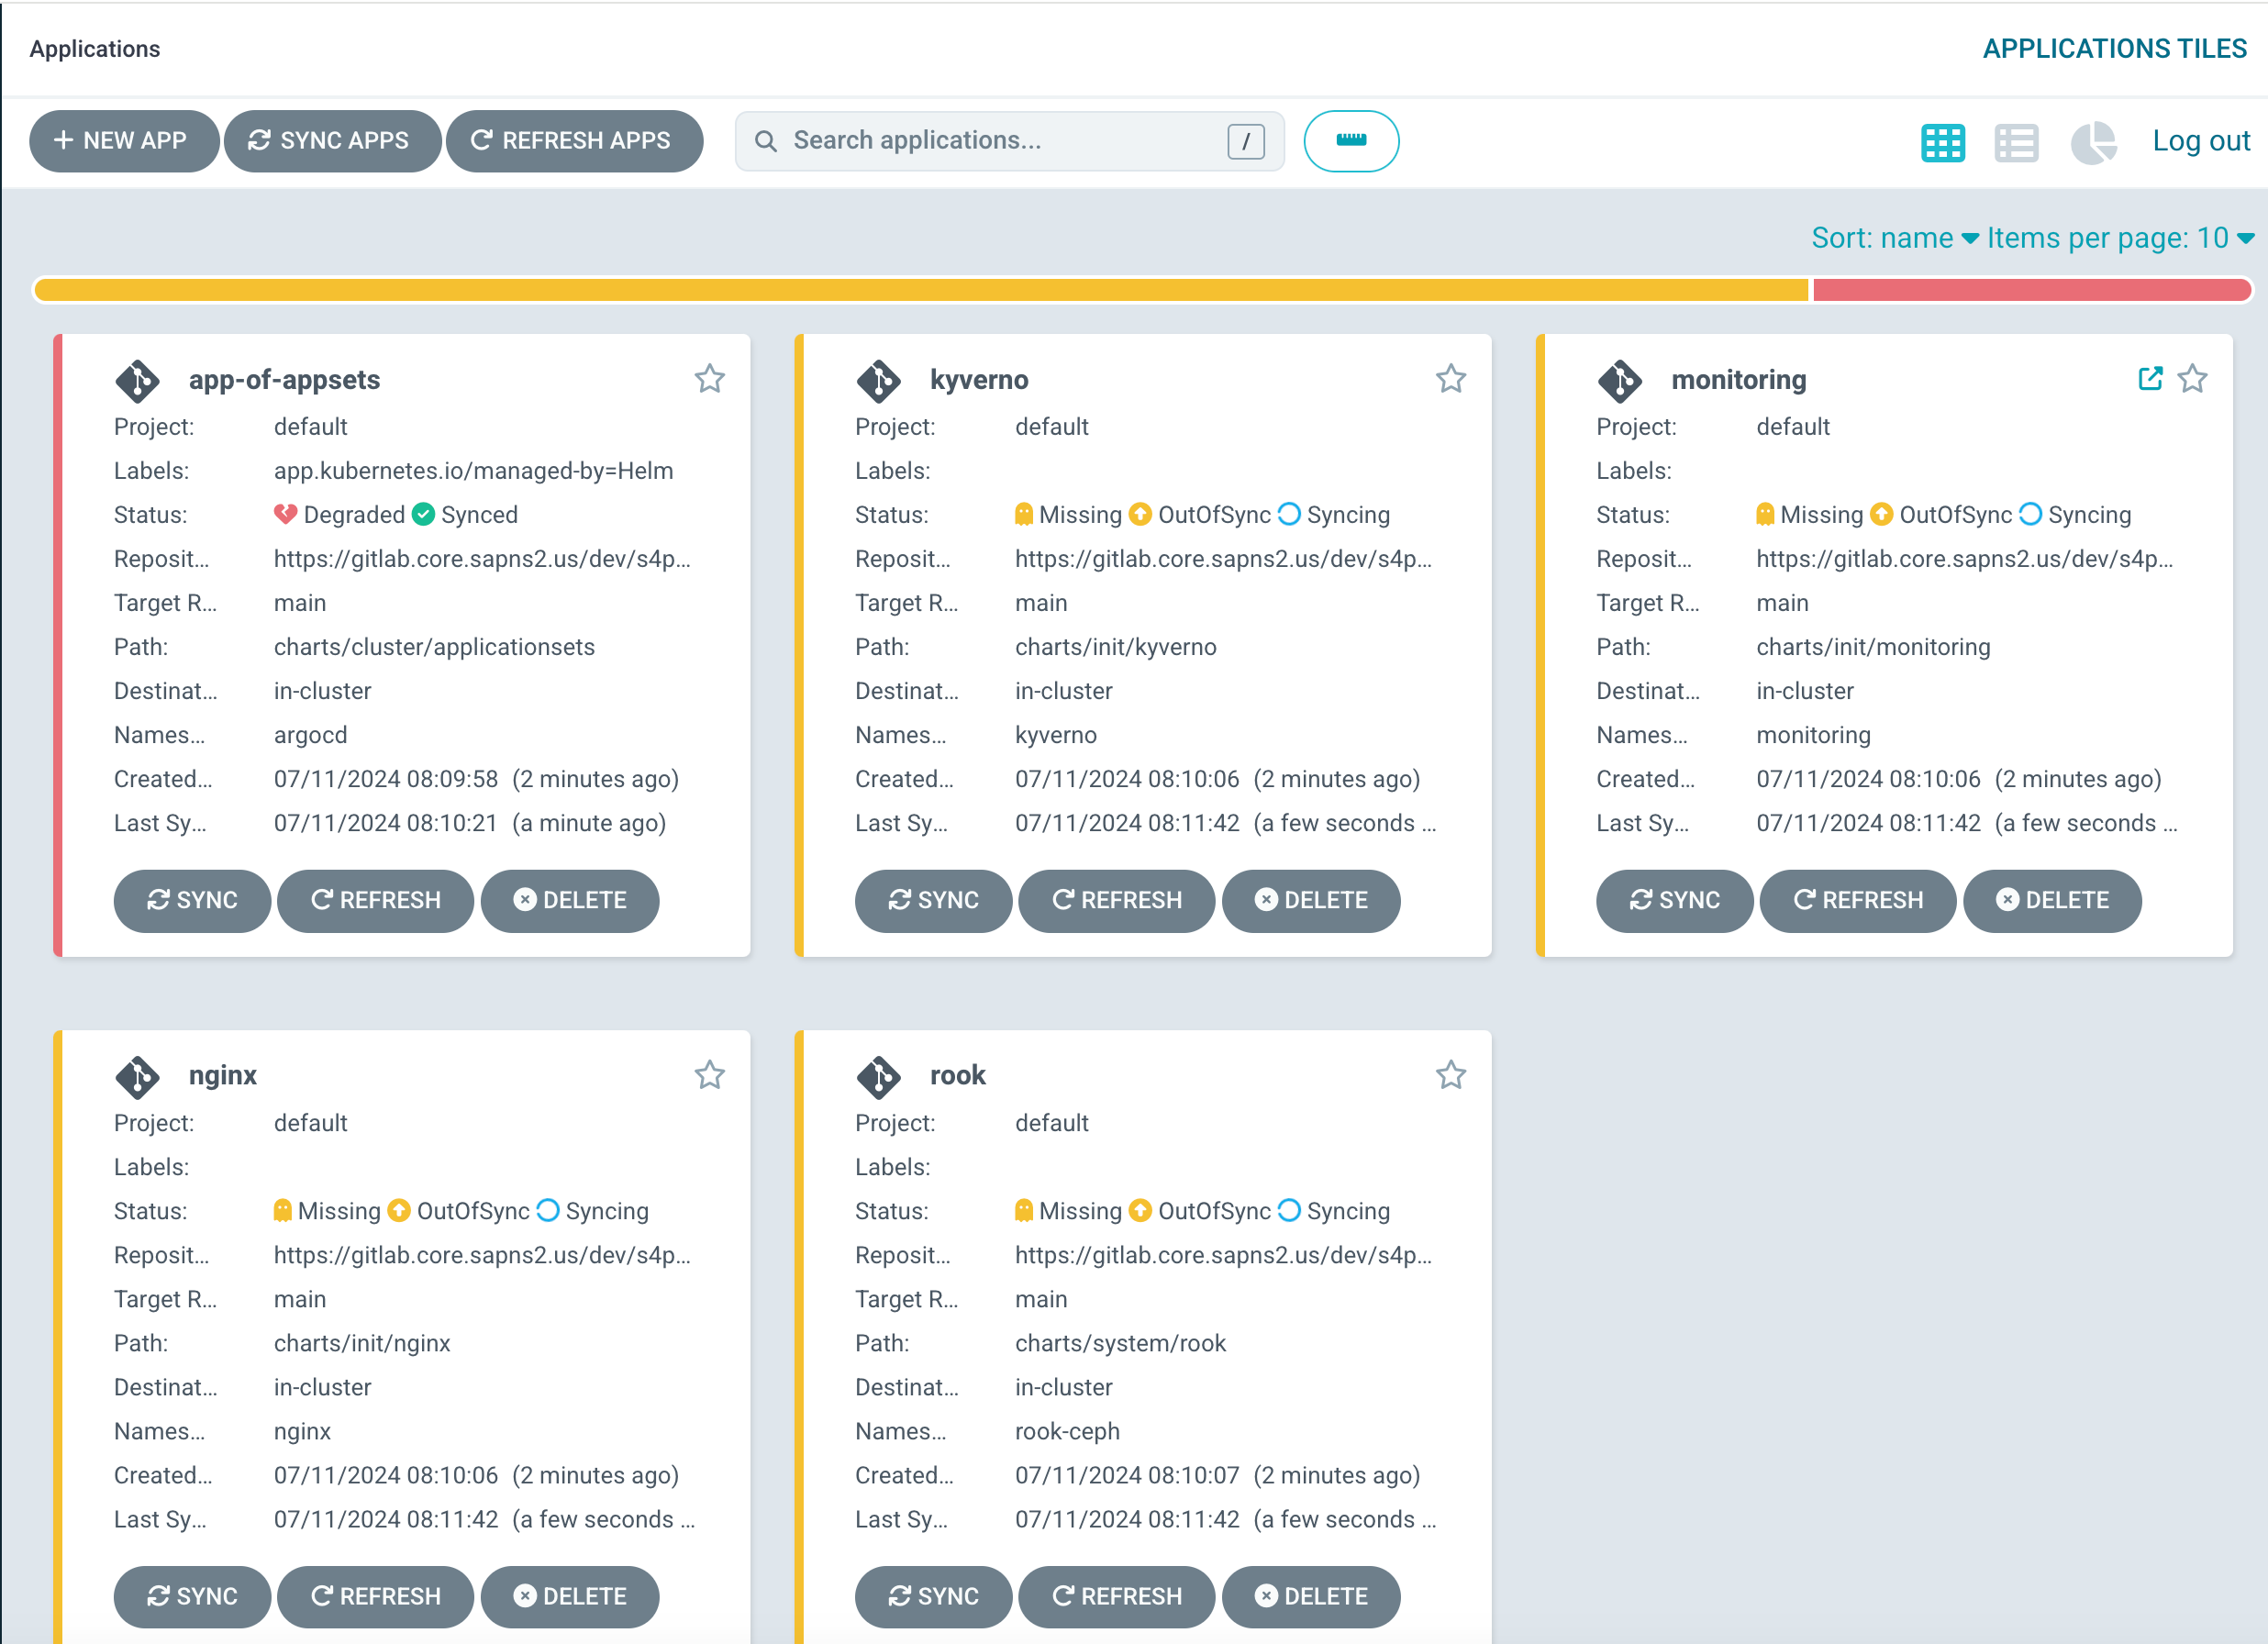 Applications
APPLICATIONS TILES
NEW APP
SYNC APPS
REFRESH APPS
Search applications...
/
Log out
Sort: name
Items per page: 10
app-of-appsets
Project: default
Labels: app.kubernetes.io/managed-by=Helm
Status: Degraded Synced
Reposit... https://gitlab.core.sapns2.us/dev/s4p...
Target R... main
Path: charts/cluster/applicationsets
Destinat... in-cluster
Names... argocd
Created... 07/11/2024 08:09:58 (2 minutes ago)
Last Sy... 07/11/2024 08:10:21 (a minute ago)
SYNC REFRESH DELETE
kyverno
Project: default
Labels:
Status: Missing OutOfSync Syncing
Reposit... https://gitlab.core.sapns2.us/dev/s4p...
Target R... main
Path: charts/init/kyverno
Destinat... in-cluster
Names... kyverno
Created... 07/11/2024 08:10:06 (2 minutes ago)
Last Sy... 07/11/2024 08:11:42 (a few seconds ...
SYNC REFRESH DELETE
monitoring
Project: default
Labels:
Status: Missing OutOfSync Syncing
Reposit... https://gitlab.core.sapns2.us/dev/s4p...
Target R... main
Path: charts/init/monitoring
Destinat... in-cluster
Names... monitoring
Created... 07/11/2024 08:10:06 (2 minutes ago)
Last Sy... 07/11/2024 08:11:42 (a few seconds ...
SYNC REFRESH DELETE
nginx
Project: default
Labels:
Status: Missing OutOfSync Syncing
Reposit... https://gitlab.core.sapns2.us/dev/s4p...
Target R... main
Path: charts/init/nginx
Destinat... in-cluster
Names... nginx
Created... 07/11/2024 08:10:06 (2 minutes ago)
Last Sy... 07/11/2024 08:11:42 (a few seconds ...
SYNC REFRESH DELETE
rook
Project: default
Labels:
Status: Missing OutOfSync Syncing
Reposit... https://gitlab.core.sapns2.us/dev/s4p...
Target R... main
Path: charts/system/rook
Destinat... in-cluster
Names... rook-ceph
Created... 07/11/2024 08:10:07 (2 minutes ago)
Last Sy... 07/11/2024 08:11:42 (a few seconds ...
SYNC REFRESH DELETE